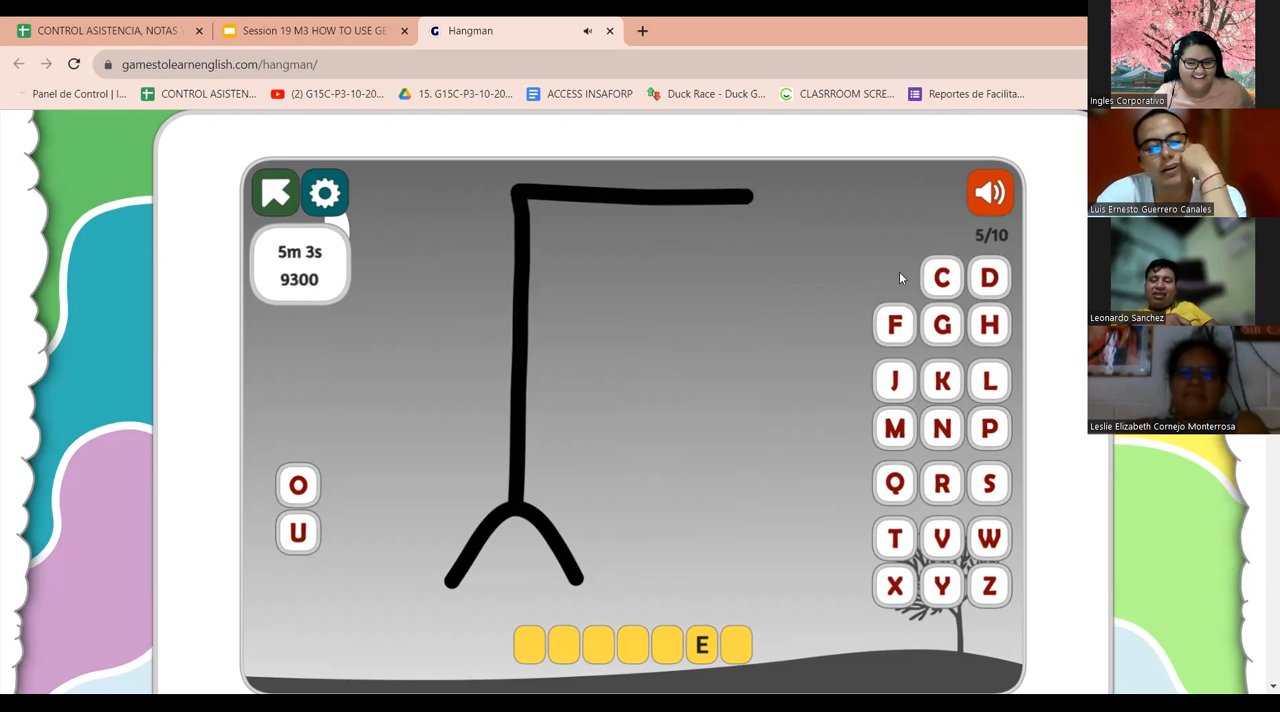 CONTROL ASISTENCIA, NOTAS
Session 19 M3 HOW TO USE GE
Hangman
gamestolearnenglish.com/hangman/
Panel de Control | I...
CONTROL ASISTEN...
(2) G15C-P3-10-20...
15. G15C-P3-10-20...
ACCESS INSAFORP
Duck Race - Duck G...
CLASSROOM SCRE...
Reportes de Facilita...
5m 3s
9300
5/10
C D
F G H
J K L
M N P
Q R S
T V W
X Y Z
O
U
E
Ingles Corporativo
Luis Ernesto Guerrero Canales
Leonardo Sanchez
Leslie Elizabeth Cornejo Monterrosa